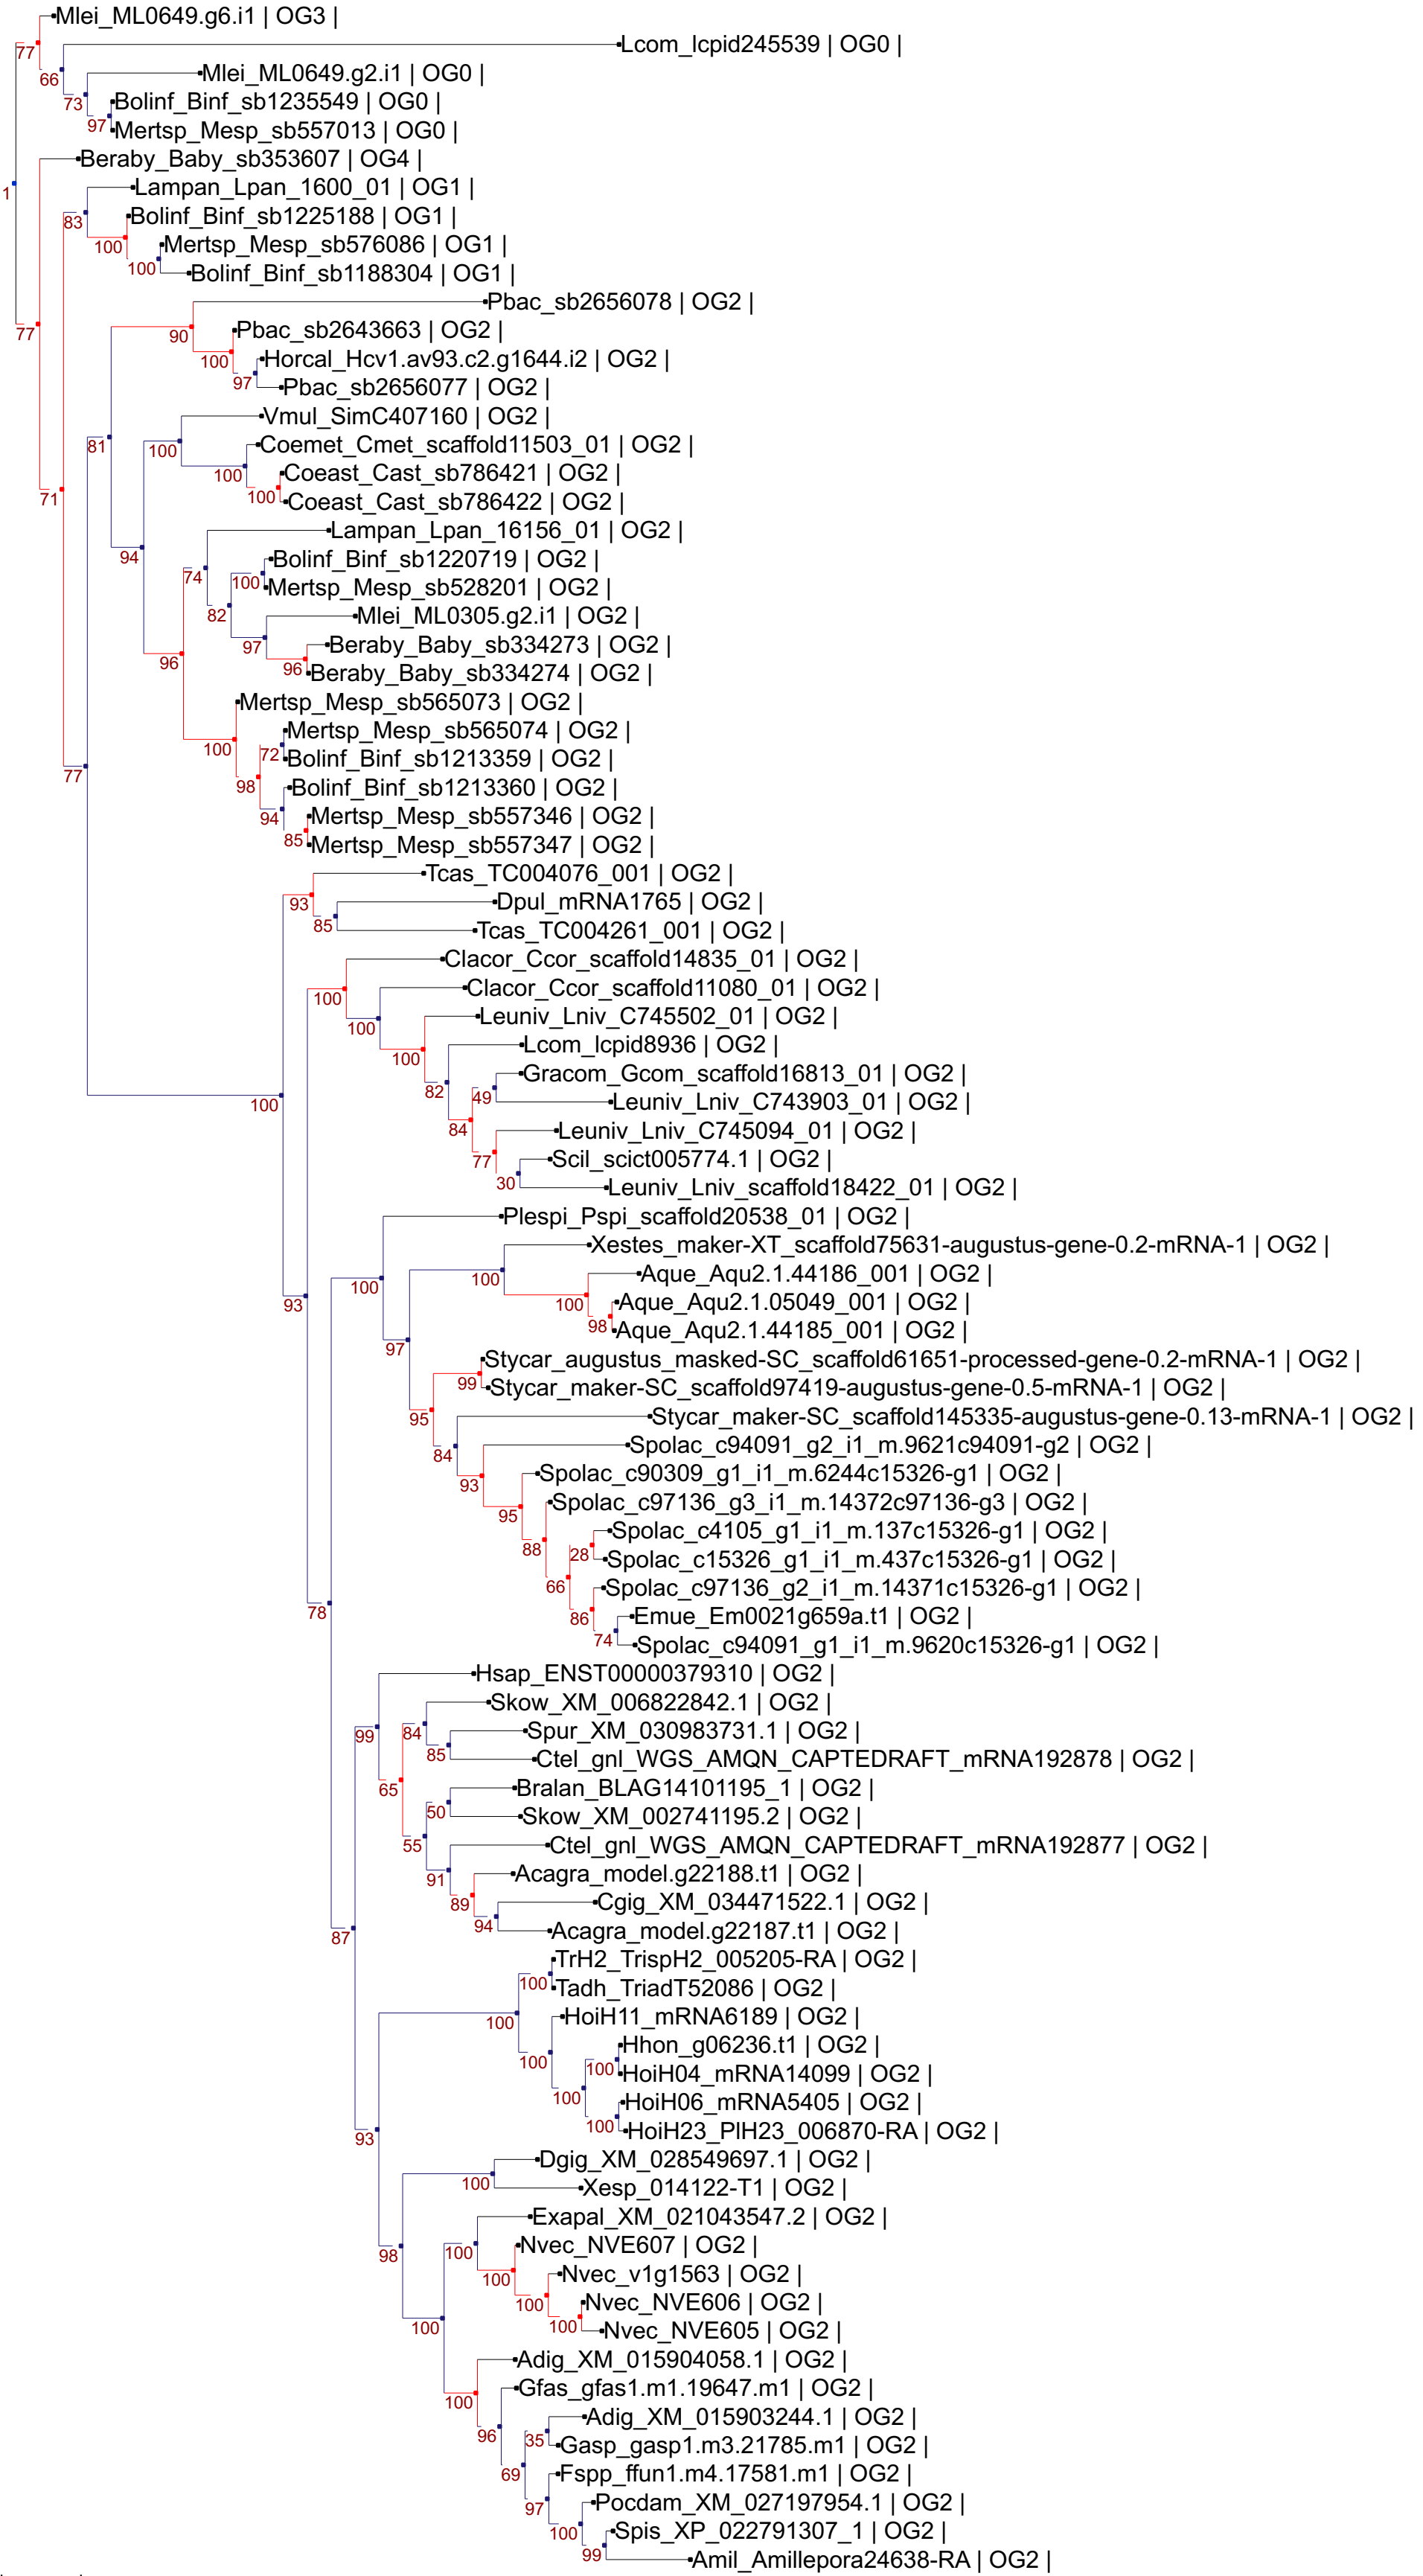 Mlei_ML0649.g6.i1 | OG3 |
77
Lcom_lcpid245539 | OG0 |
66
Mlei_ML0649.g2.i1 | OG0 |
73
Bolinf_Binf_sb1235549 | OG0 |
97
Mertsp_Mesp_sb557013 | OG0 |
Beraby_Baby_sb353607 | OG4 |
1
Lampan_Lpan_1600_01 | OG1 |
83
Bolinf_Binf_sb1225188 | OG1 |
100
Mertsp_Mesp_sb576086 | OG1 |
100
Bolinf_Binf_sb1188304 | OG1 |
Pbac_sb2656078 | OG2 |
77
90
Pbac_sb2643663 | OG2 |
100
Horcal_Hcv1.av93.c2.g1644.i2 | OG2 |
97
Pbac_sb2656077 | OG2 |
Vmul_SimC407160 | OG2 |
81
100
Coemet_Cmet_scaffold11503_01 | OG2 |
100
Coeast_Cast_sb786421 | OG2 |
71
100
Coeast_Cast_sb786422 | OG2 |
Lampan_Lpan_16156_01 | OG2 |
94
Bolinf_Binf_sb1220719 | OG2 |
74
100
Mertsp_Mesp_sb528201 | OG2 |
82
Mlei_ML0305.g2.i1 | OG2 |
97
Beraby_Baby_sb334273 | OG2 |
96
96
Beraby_Baby_sb334274 | OG2 |
Mertsp_Mesp_sb565073 | OG2 |
Mertsp_Mesp_sb565074 | OG2 |
100
72
Bolinf_Binf_sb1213359 | OG2 |
77
98
Bolinf_Binf_sb1213360 | OG2 |
94
Mertsp_Mesp_sb557346 | OG2 |
85
Mertsp_Mesp_sb557347 | OG2 |
Tcas_TC004076_001 | OG2 |
93
Dpul_mRNA1765 | OG2 |
85
Tcas_TC004261_001 | OG2 |
Clacor_Ccor_scaffold14835_01 | OG2 |
100
Clacor_Ccor_scaffold11080_01 | OG2 |
100
Leuniv_Lniv_C745502_01 | OG2 |
100
Lcom_lcpid8936 | OG2 |
82
Gracom_Gcom_scaffold16813_01 | OG2 |
100
49
Leuniv_Lniv_C743903_01 | OG2 |
84
Leuniv_Lniv_C745094_01 | OG2 |
77
Scil_scict005774.1 | OG2 |
30
Leuniv_Lniv_scaffold18422_01 | OG2 |
Plespi_Pspi_scaffold20538_01 | OG2 |
Xestes_maker-XT_scaffold75631-augustus-gene-0.2-mRNA-1 | OG2 |
100
100
Aque_Aqu2.1.44186_001 | OG2 |
93
100
Aque_Aqu2.1.05049_001 | OG2 |
98
Aque_Aqu2.1.44185_001 | OG2 |
97
Stycar_augustus_masked-SC_scaffold61651-processed-gene-0.2-mRNA-1 | OG2 |
99
Stycar_maker-SC_scaffold97419-augustus-gene-0.5-mRNA-1 | OG2 |
95
Stycar_maker-SC_scaffold145335-augustus-gene-0.13-mRNA-1 | OG2 |
84
Spolac_c94091_g2_i1_m.9621c94091-g2 | OG2 |
93
Spolac_c90309_g1_i1_m.6244c15326-g1 | OG2 |
95
Spolac_c97136_g3_i1_m.14372c97136-g3 | OG2 |
Spolac_c4105_g1_i1_m.137c15326-g1 | OG2 |
88
28
Spolac_c15326_g1_i1_m.437c15326-g1 | OG2 |
66
Spolac_c97136_g2_i1_m.14371c15326-g1 | OG2 |
78
86
Emue_Em0021g659a.t1 | OG2 |
74
Spolac_c94091_g1_i1_m.9620c15326-g1 | OG2 |
Hsap_ENST00000379310 | OG2 |
Skow_XM_006822842.1 | OG2 |
99
84
Spur_XM_030983731.1 | OG2 |
85
Ctel_gnl_WGS_AMQN_CAPTEDRAFT_mRNA192878 | OG2 |
65
Bralan_BLAG14101195_1 | OG2 |
50
Skow_XM_002741195.2 | OG2 |
55
Ctel_gnl_WGS_AMQN_CAPTEDRAFT_mRNA192877 | OG2 |
91
Acagra_model.g22188.t1 | OG2 |
89
Cgig_XM_034471522.1 | OG2 |
94
Acagra_model.g22187.t1 | OG2 |
87
TrH2_TrispH2_005205-RA | OG2 |
100
Tadh_TriadT52086 | OG2 |
100
HoiH11_mRNA6189 | OG2 |
Hhon_g06236.t1 | OG2 |
100
100
HoiH04_mRNA14099 | OG2 |
100
HoiH06_mRNA5405 | OG2 |
100
HoiH23_PlH23_006870-RA | OG2 |
93
Dgig_XM_028549697.1 | OG2 |
100
Xesp_014122-T1 | OG2 |
Exapal_XM_021043547.2 | OG2 |
98
100
Nvec_NVE607 | OG2 |
100
Nvec_v1g1563 | OG2 |
100
Nvec_NVE606 | OG2 |
100
100
Nvec_NVE605 | OG2 |
Adig_XM_015904058.1 | OG2 |
100
Gfas_gfas1.m1.19647.m1 | OG2 |
Adig_XM_015903244.1 | OG2 |
96
35
Gasp_gasp1.m3.21785.m1 | OG2 |
69
Fspp_ffun1.m4.17581.m1 | OG2 |
97
Pocdam_XM_027197954.1 | OG2 |
100
Spis_XP_022791307_1 | OG2 |
99
Amil_Amillepora24638-RA | OG2 |